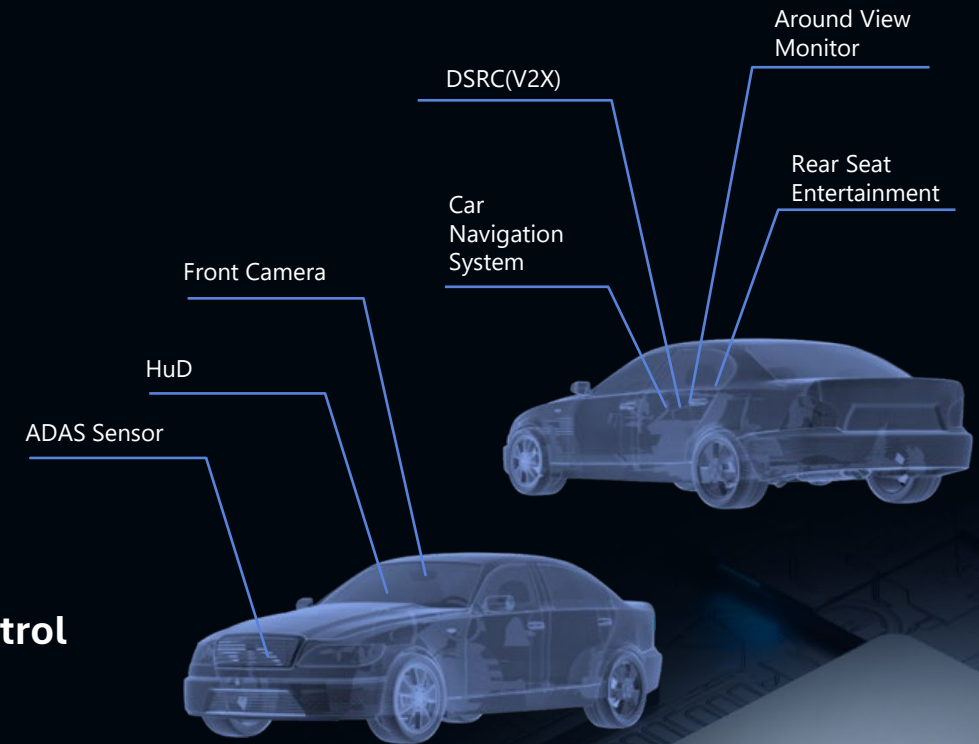 Around View
Monitor
DSRC(V2X)
Rear Seat
Entertainment
Car
Navigation
System
Front Camera
HuD
ADAS Sensor
trol